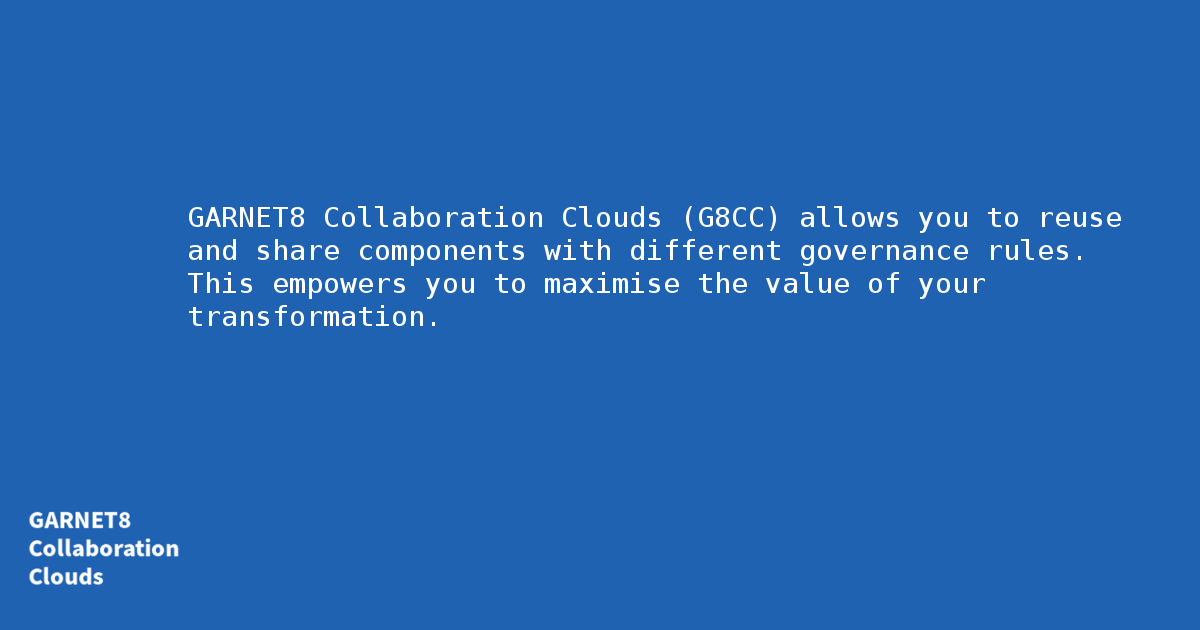 GARNET8 Collaboration Clouds (G8CC) allows you to reuse
and share components with different governance rules.
This empowers you to maximise the value of your
transformation.
GARNET8
Collaboration
Clouds